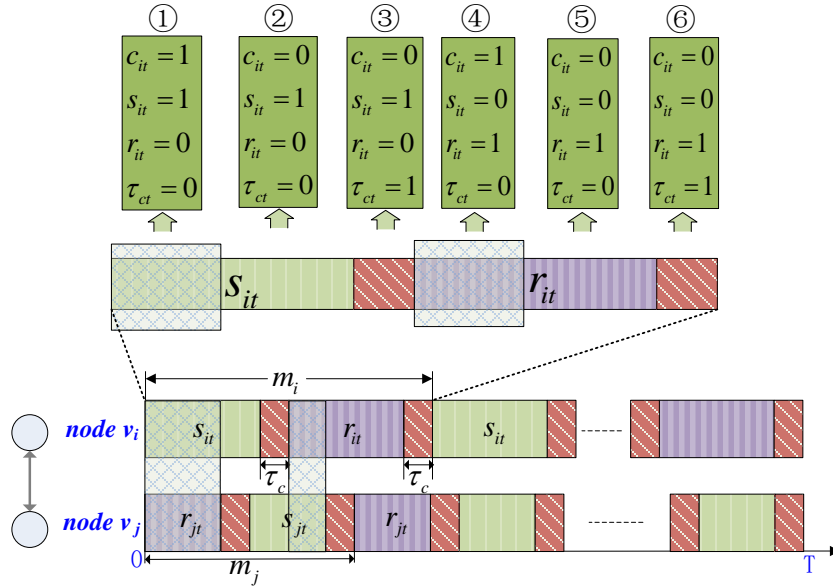 ① ② ③ ④ ⑤ ⑥
c_it = 1 c_it = 0 c_it = 0 c_it = 1 c_it = 0 c_it = 0
s_it = 1 s_it = 1 s_it = 1 s_it = 0 s_it = 0 s_it = 0
r_it = 0 r_it = 0 r_it = 0 r_it = 1 r_it = 1 r_it = 1
τ_ct = 0 τ_ct = 0 τ_ct = 1 τ_ct = 0 τ_ct = 0 τ_ct = 1
s_it r_it
m_i
node v_i s_it r_it s_it
τ_c τ_c
node v_j r_jt s_jt r_jt
0 m_j T